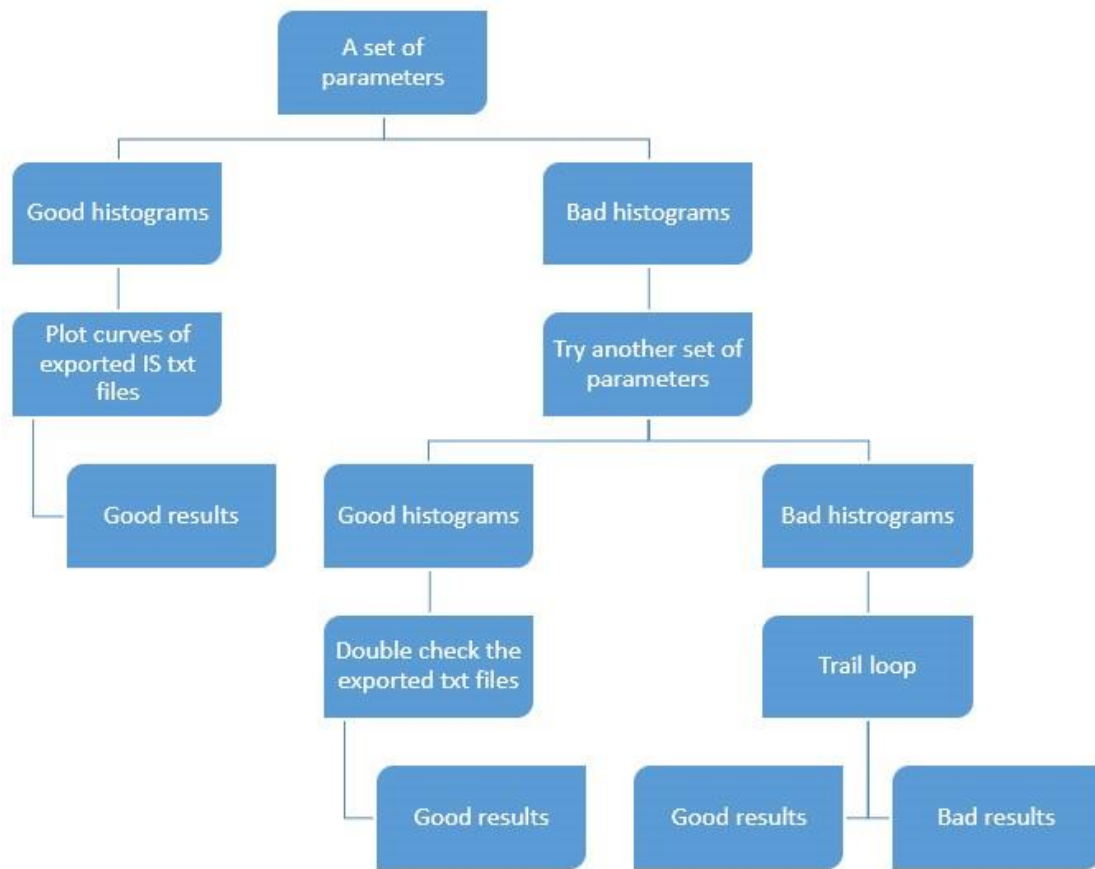 A set of
parameters
Good histograms
Bad histograms
Plot curves of
exported IS txt
files
Try another set of
parameters
Good results
Good histograms
Bad histrograms
Double check the
exported txt files
Trail loop
Good results
Good results
Bad results